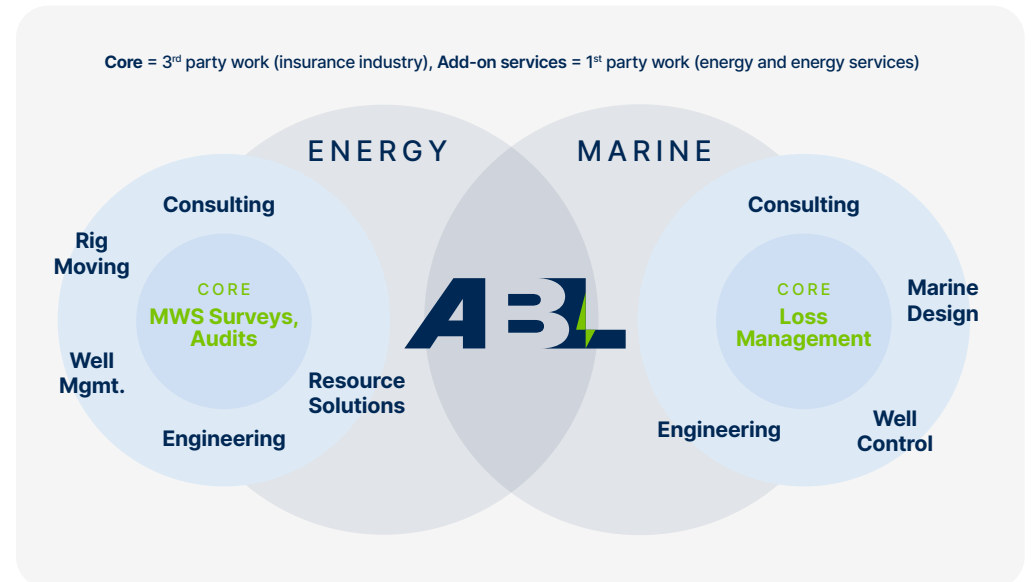 Core = 3rd party work (insurance industry), Add-on services = 1st party work (energy and energy services)
ENERGY
MARINE
Consulting
Rig
Moving
CORE
MWS Surveys,
Audits
Well
Mgmt.
Resource
Solutions
Engineering
ABL
Consulting
CORE
Loss
Management
Marine
Design
Engineering
Well
Control